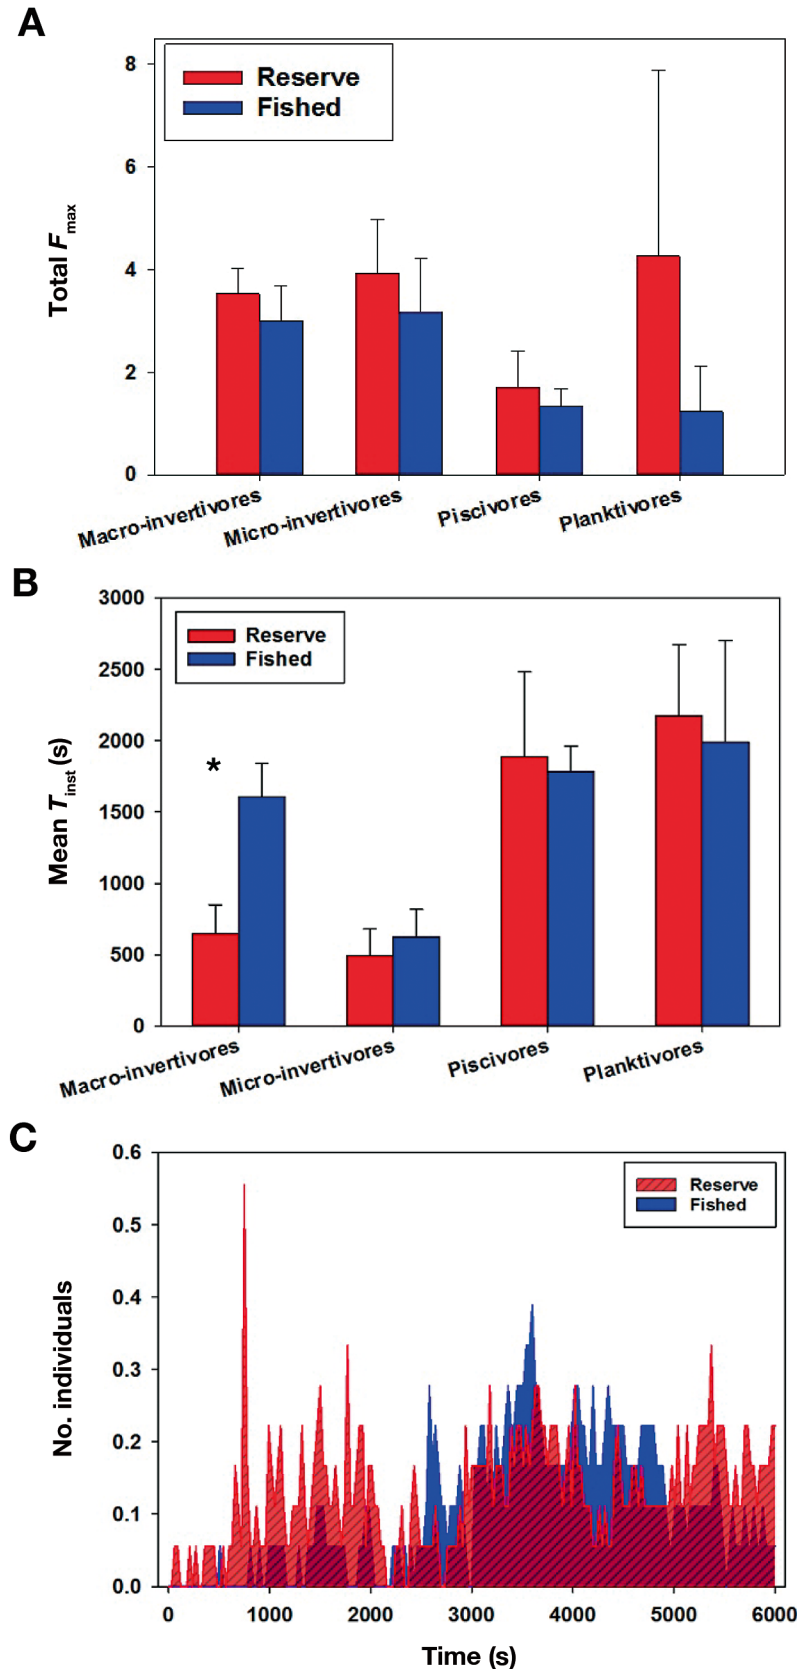 A
8
6
4
2
0
Total Fmax
Reserve
Fished
Macro-invertivores
Micro-invertivores
Piscivores
Planktivores
B
3000
2500
2000
1500
1000
500
0
Mean Tinst (s)
Reserve
Fished
*
Macro-invertivores
Micro-invertivores
Piscivores
Planktivores
C
0.6
0.5
0.4
0.3
0.2
0.1
0.0
No. individuals
Reserve
Fished
0 1000 2000 3000 4000 5000 6000
Time (s)